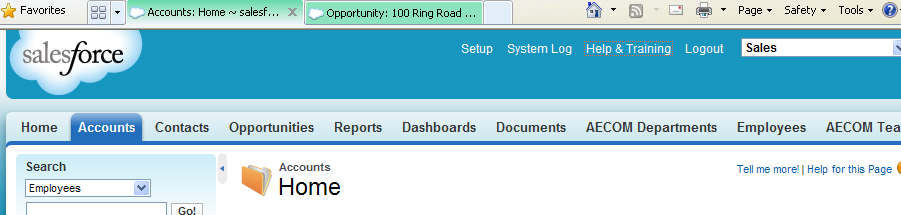 Favorites Accounts: Home ~ salesf... Opportunity: 100 Ring Road ... Page Safety Tools
salesforce Setup System Log Help & Training Logout Sales
Home Accounts Contacts Opportunities Reports Dashboards Documents AECOM Departments Employees AECOM Tea
Search Accounts Tell me more! | Help for this Page
Employees Home
Go!